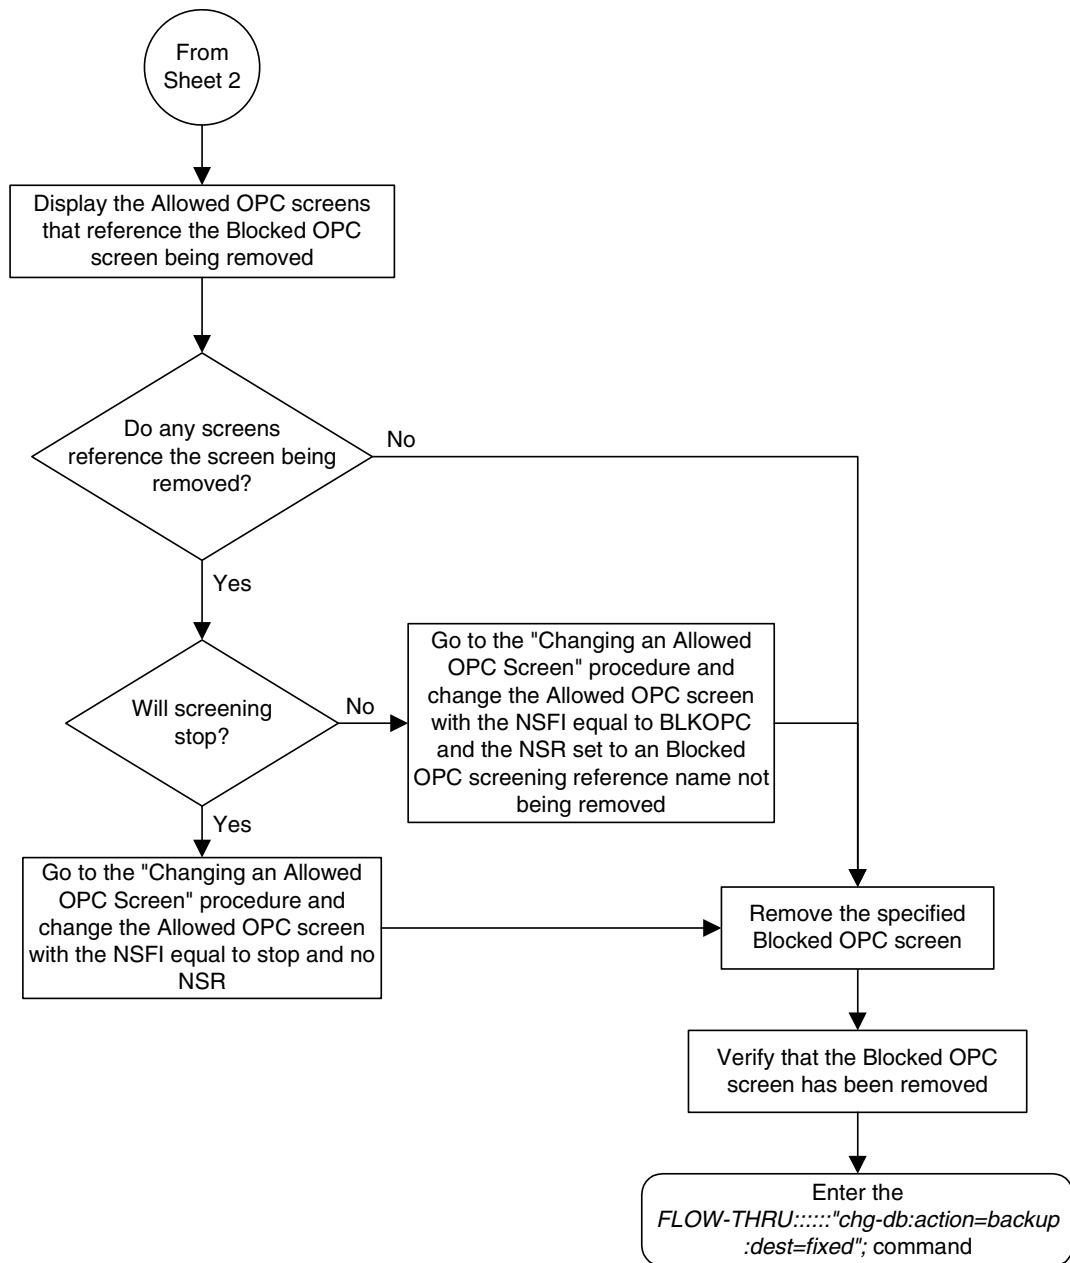 From
Sheet 2
Display the Allowed OPC screens
that reference the Blocked OPC
screen being removed
Do any screens
reference the screen being
removed?
No
Yes
Will screening
stop?
No
Go to the "Changing an Allowed
OPC Screen" procedure and
change the Allowed OPC screen
with the NSFI equal to BLKOPC
and the NSR set to an Blocked
OPC screening reference name not
being removed
Yes
Go to the "Changing an Allowed
OPC Screen" procedure and
change the Allowed OPC screen
with the NSFI equal to stop and no
NSR
Remove the specified
Blocked OPC screen
Verify that the Blocked OPC
screen has been removed
Enter the
FLOW-THRU::::::"chg-db:action=backup
:dest=fixed"; command